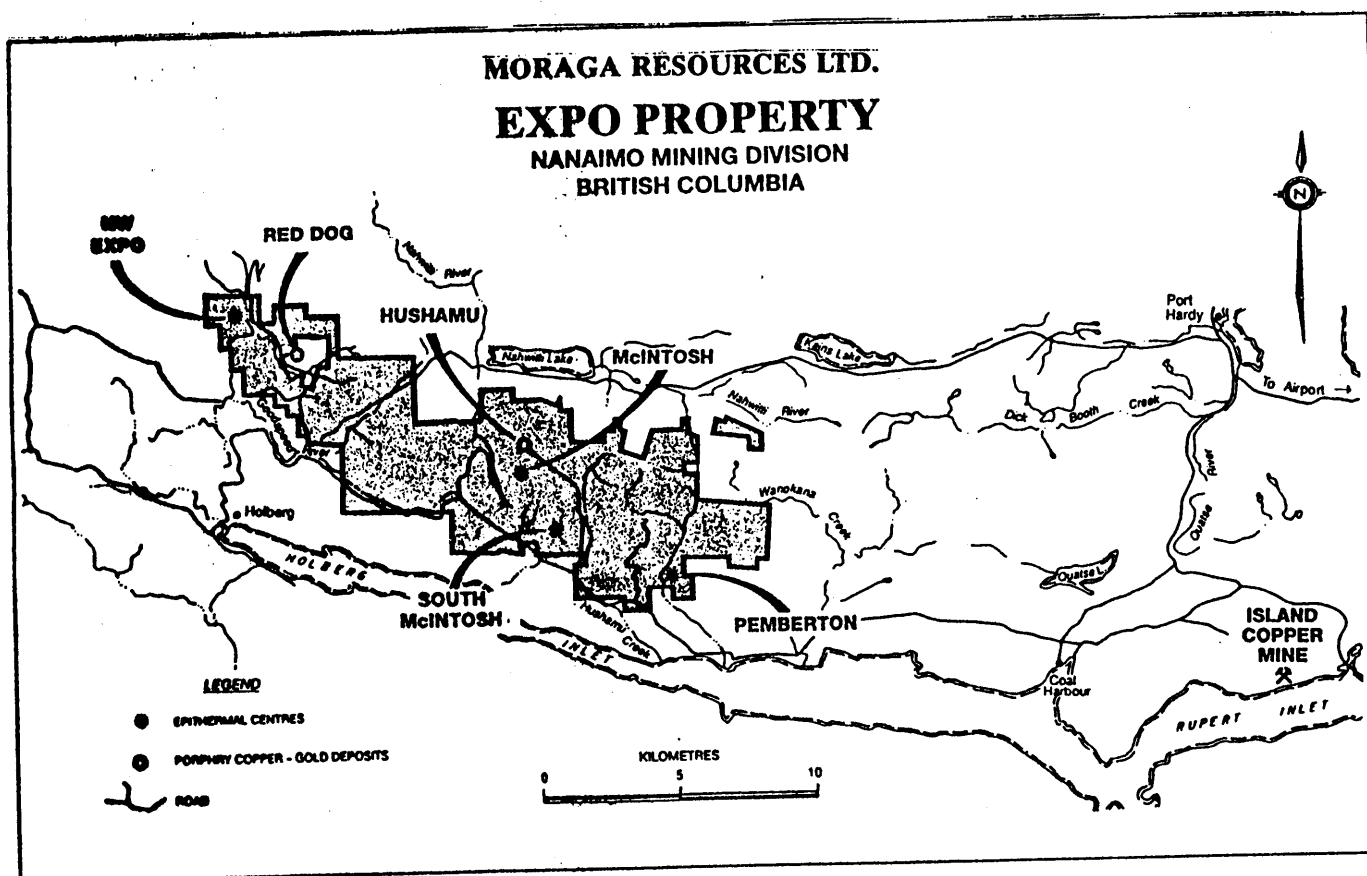 MORAGA RESOURCES LTD.
EXPO PROPERTY
NANAIMO MINING DIVISION
BRITISH COLUMBIA
N
NW
EXPO
RED DOG
HUSHAMU
McINTOSH
Nahwitti River
Nahwitti Lake
Kains Lake
Port
Hardy
To Airport
Nahwitti River
Dick Booth Creek
River
Wanokana
Creek
Quatse River
Holberg
HOLBERG
INLET
SOUTH
McINTOSH
Hushamu
Creek
PEMBERTON
Quatse L.
ISLAND
COPPER
MINE
Coal
Harbour
RUPERT INLET
LEGEND
EPITHERMAL CENTRES
PORPHRY COPPER - GOLD DEPOSITS
ROAD
KILOMETRES
0 5 10